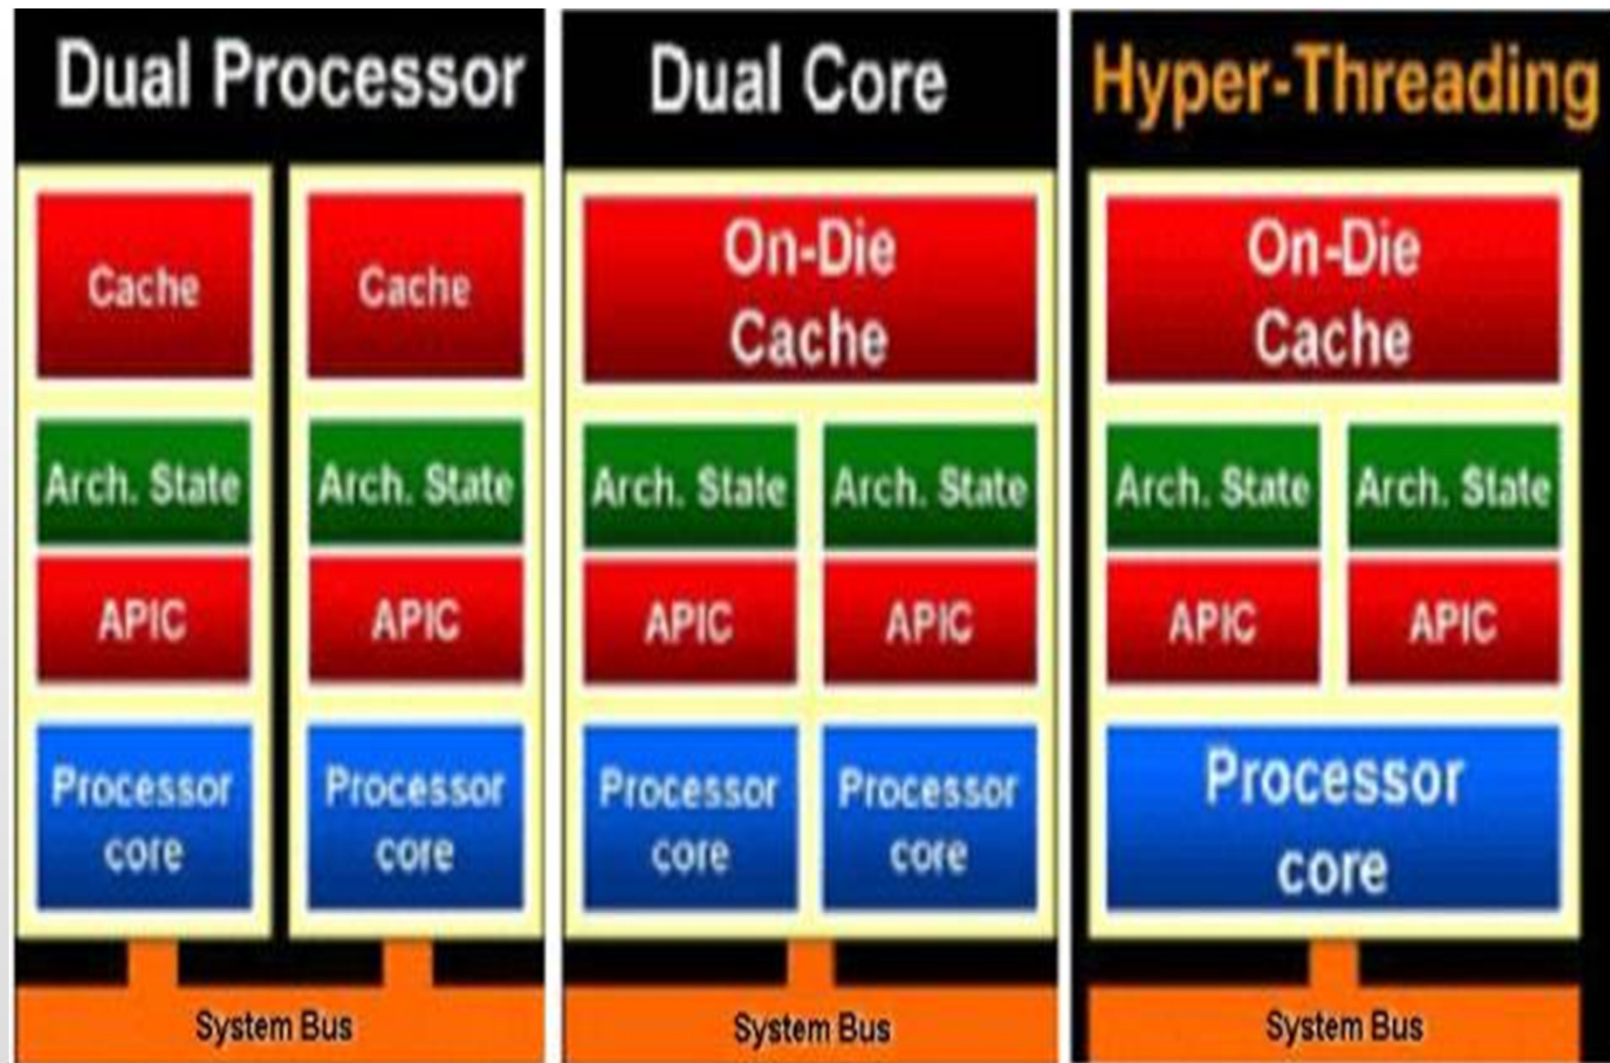 Dual Processor
Cache
Cache
Arch. State
Arch. State
APIC
APIC
Processor
core
Processor
core
System Bus
Dual Core
On-Die
Cache
Arch. State
Arch. State
APIC
APIC
Processor
core
Processor
core
System Bus
Hyper-Threading
On-Die
Cache
Arch. State
Arch. State
APIC
APIC
Processor
core
System Bus